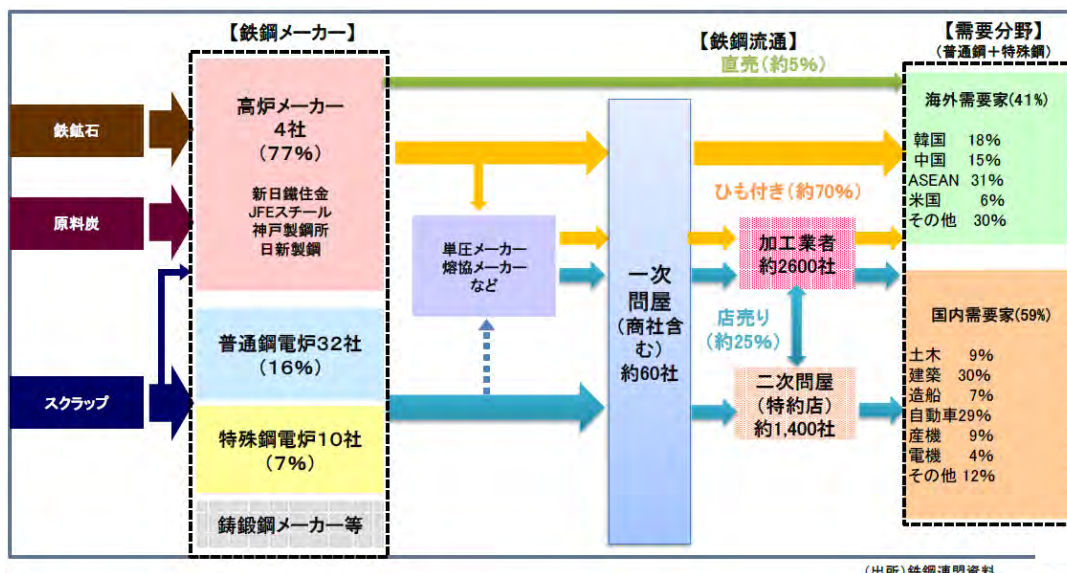 【鉄鋼メーカー】
【鉄鋼流通】
【需要分野】
(普通鋼+特殊鋼)
直売(約5%)
鉄鉱石
原料炭
スクラップ
高炉メーカー
4社
(77%)
新日鐵住金
JFEスチール
神戸製鋼所
日新製鋼
普通鋼電炉32社
(16%)
特殊鋼電炉10社
(7%)
鋳鍛鋼メーカー等
単圧メーカー
熔協メーカー
など
一次
問屋
(商社含
む)
約60社
ひも付き(約70%)
加工業者
約2600社
店売り
(約25%)
二次問屋
(特約店)
約1,400社
海外需要家(41%)
韓国 18%
中国 15%
ASEAN 31%
米国 6%
その他 30%
国内需要家(59%)
土木 9%
建築 30%
造船 7%
自動車29%
産機 9%
電機 4%
その他 12%
(出所)鉄鋼連盟資料